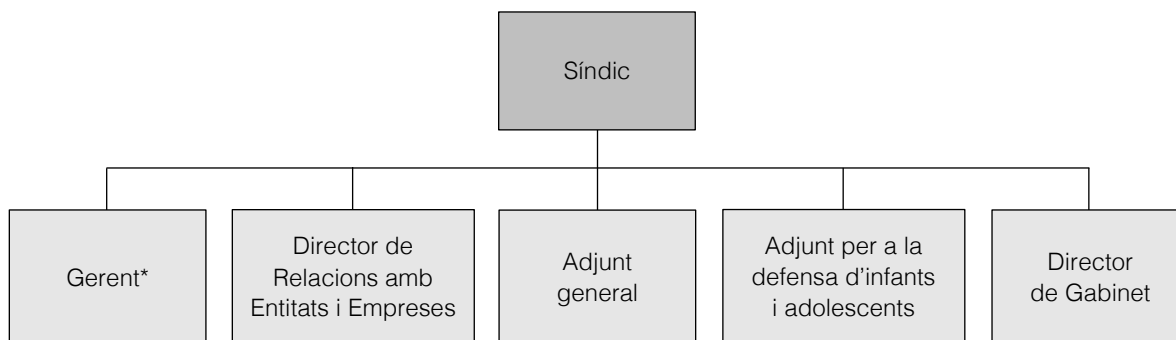 Síndic
Gerent*
Director de
Relacions amb
Entitats i Empreses
Adjunt
general
Adjunt per a la
defensa d’infants
i adolescents
Director
de Gabinet